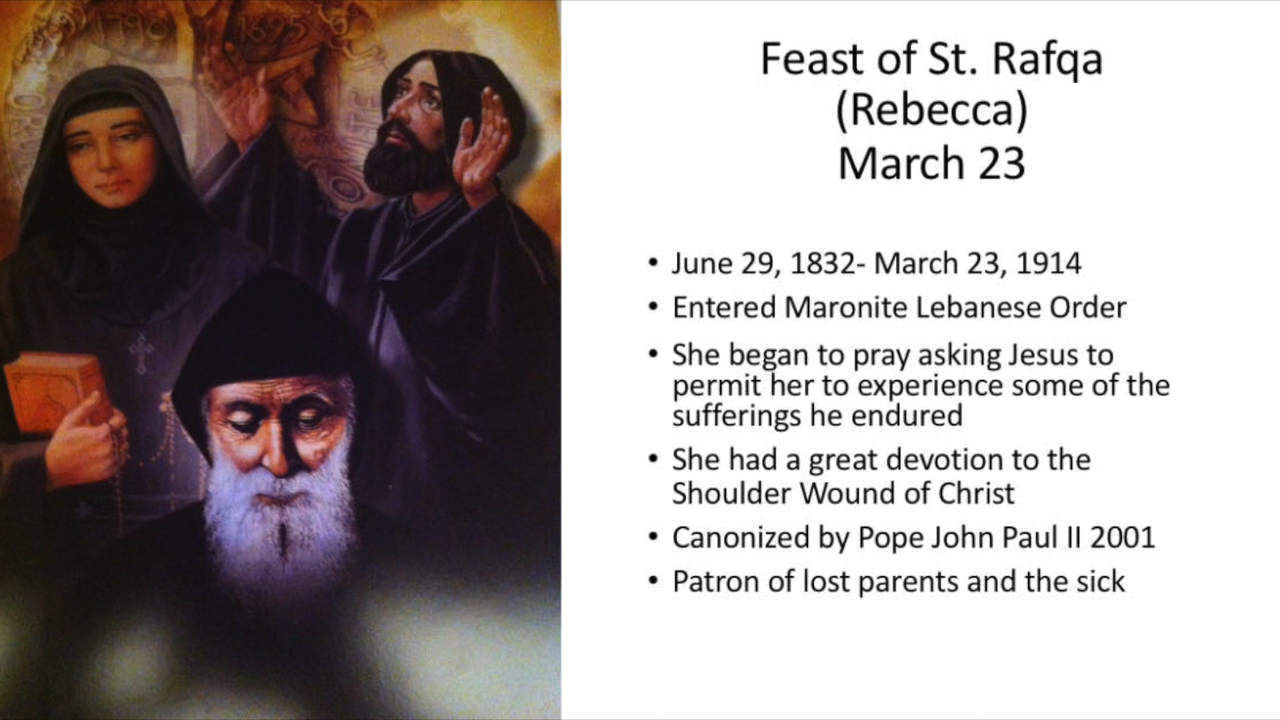 1790 1695
Feast of St. Rafqa
(Rebecca)
March 23
• June 29, 1832- March 23, 1914
• Entered Maronite Lebanese Order
• She began to pray asking Jesus to
permit her to experience some of the
sufferings he endured
• She had a great devotion to the
Shoulder Wound of Christ
• Canonized by Pope John Paul II 2001
• Patron of lost parents and the sick